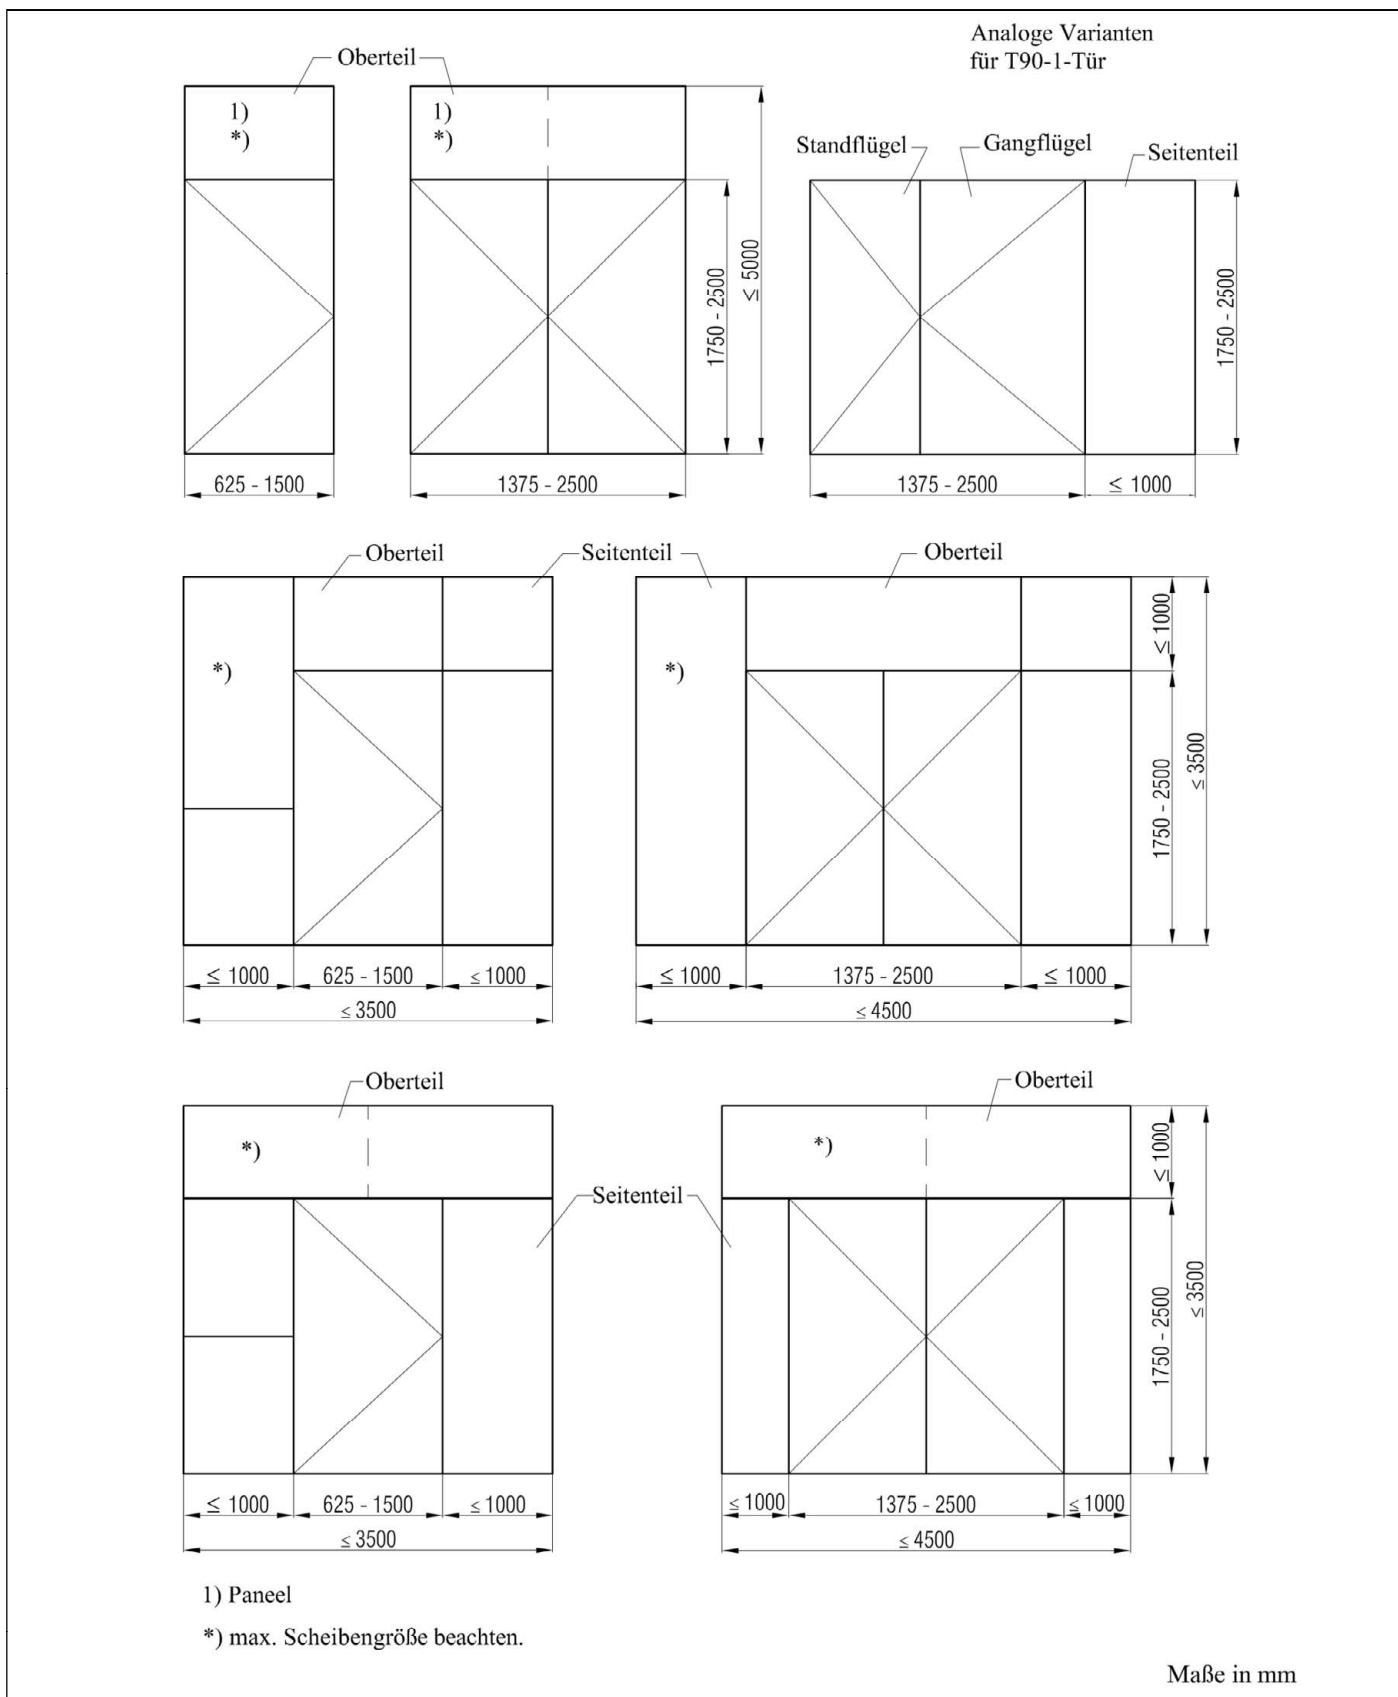 Analoge Varianten
für T90-1-Tür
Oberteil
1)
*)
1)
*)
Standflügel
Gangflügel
Seitenteil
1750 - 2500
≤ 5000
1750 - 2500
625 - 1500
1375 - 2500
1375 - 2500
≤ 1000
Oberteil
Seitenteil
Oberteil
*)
*)
≤ 1000
1750 - 2500
≤ 3500
≤ 1000
625 - 1500
≤ 1000
≤ 3500
≤ 1000
1375 - 2500
≤ 1000
≤ 4500
Oberteil
Oberteil
*)
*)
Seitenteil
≤ 1000
1750 - 2500
≤ 3500
≤ 1000
625 - 1500
≤ 1000
≤ 3500
≤ 1000
1375 - 2500
≤ 1000
≤ 4500
1) Paneel
*) max. Scheibengröße beachten.
Maße in mm